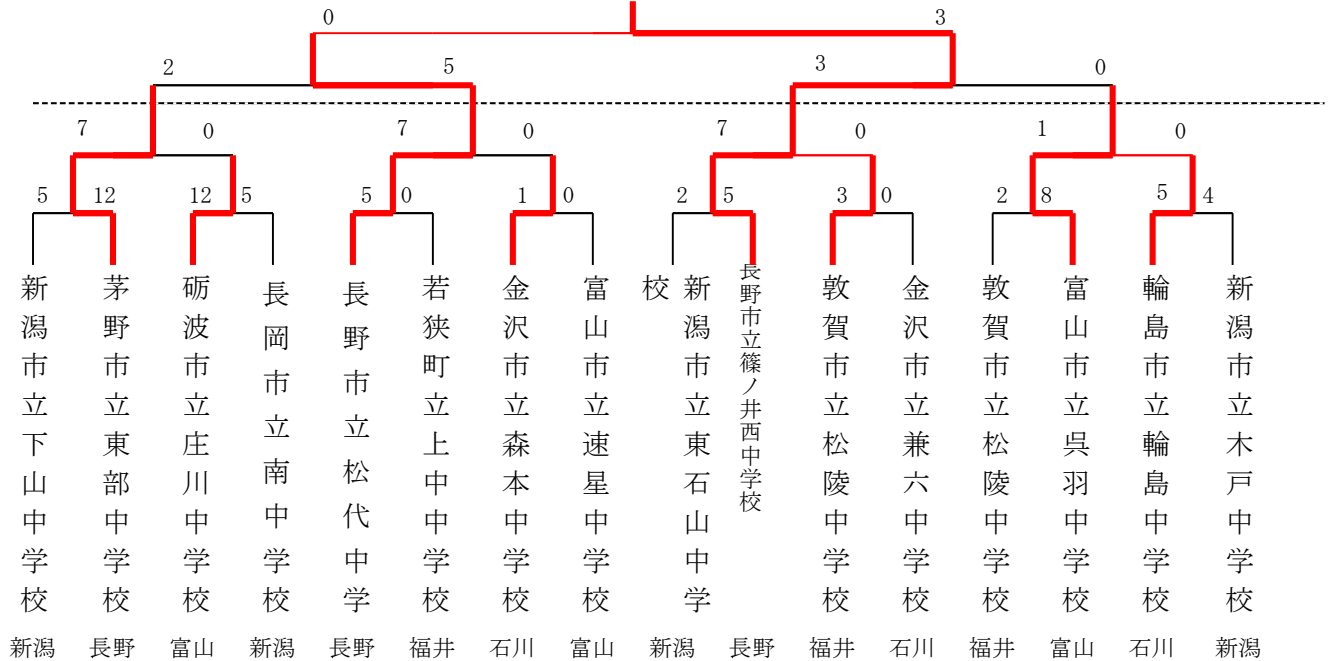 0 3
2 5 3 0
7 0 7 0 7 0 1 0
5 12 12 5 5 0 1 0 2 5 3 0 2 8 5 4
新潟市立下山中学校
茅野市立東部中学校
砺波市立庄川中学校
長岡市立南中学校
長野市立松代中学
若狭町立上中中学校
金沢市立森本中学校
富山市立速星中学校
新潟市立東石山中学
校
長野市立篠ノ井西中学校
敦賀市立松陵中学校
金沢市立兼六中学校
敦賀市立松陵中学校
富山市立呉羽中学校
輪島市立輪島中学校
新潟市立木戸中学校
新潟 長野 富山 新潟 長野 福井 石川 富山 新潟 長野 福井 石川 福井 富山 石川 新潟